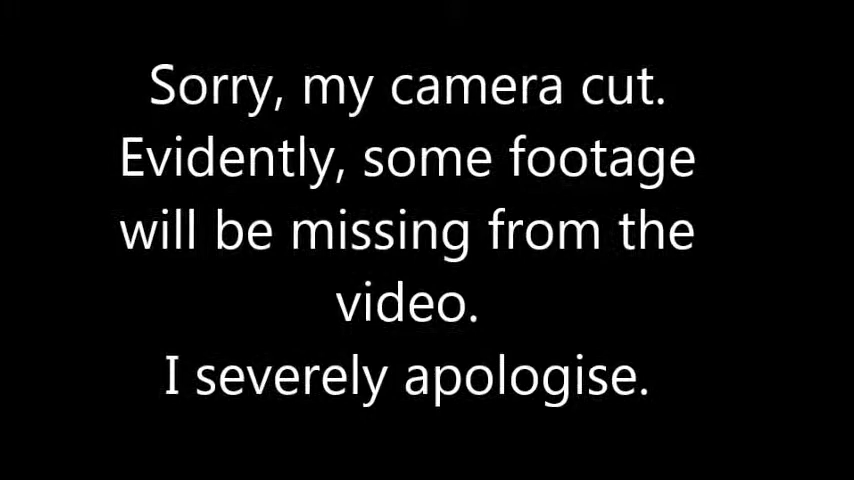 Sorry, my camera cut.
Evidently, some footage
will be missing from the
video.
I severely apologise.